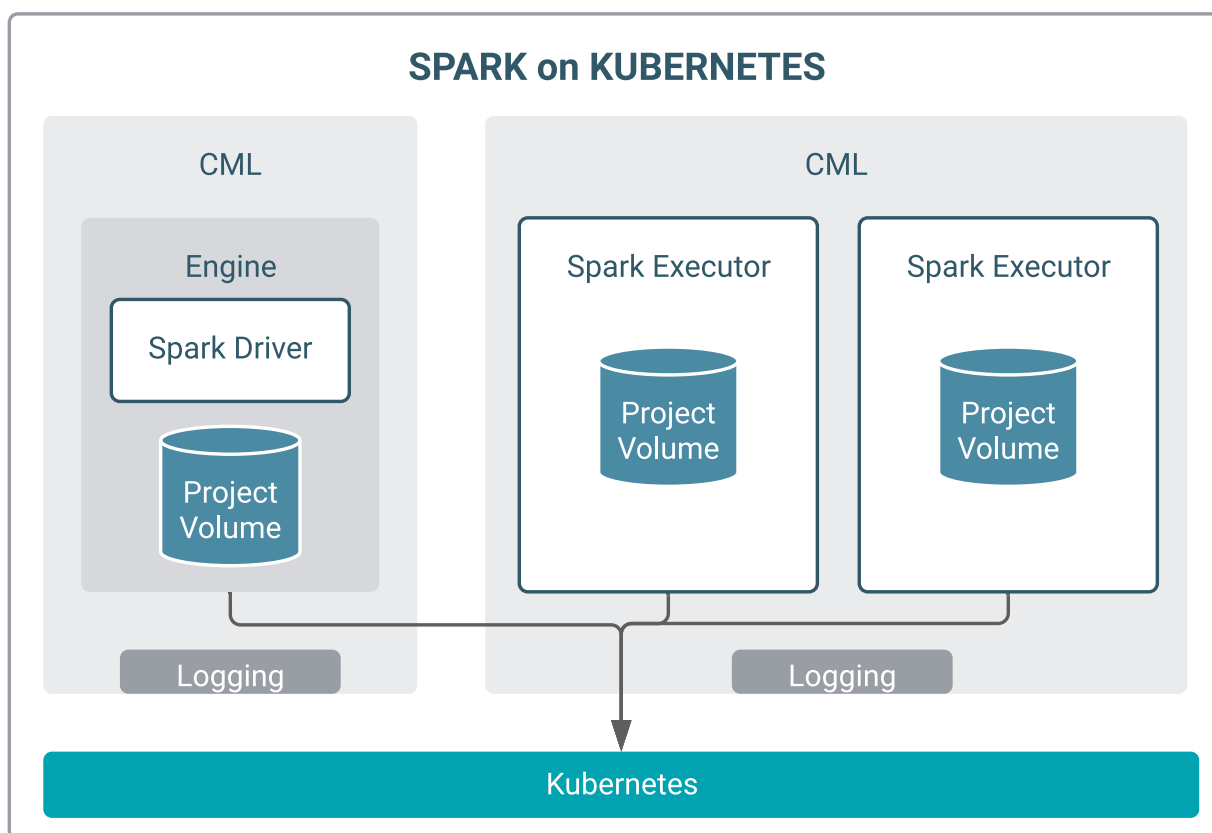 SPARK on KUBERNETES
CML
Engine
Spark Driver
Project
Volume
Logging
CML
Spark Executor
Project
Volume
Spark Executor
Project
Volume
Logging
Kubernetes